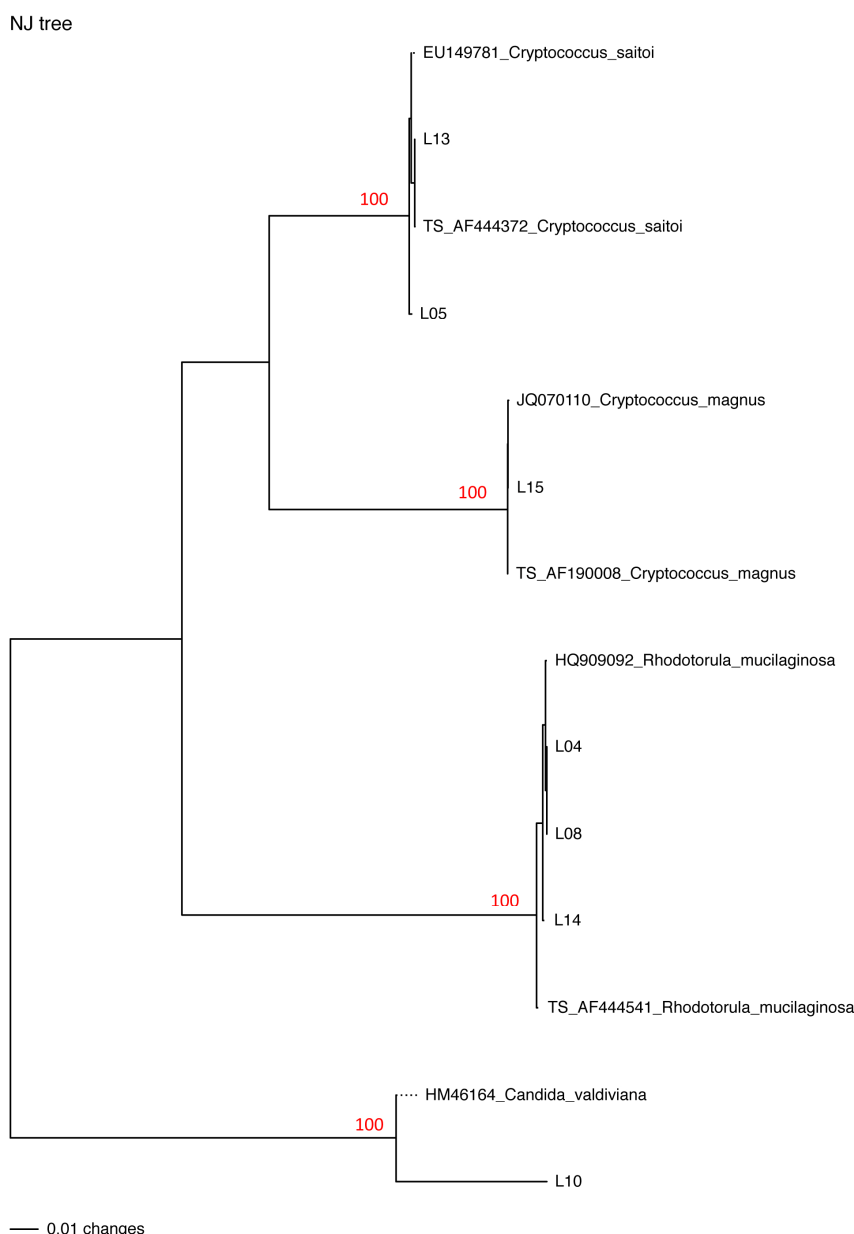 NJ tree
EU149781_Cryptococcus_saitoi
L13
100
TS_AF444372_Cryptococcus_saitoi
L05
JQ070110_Cryptococcus_magnus
L15
100
TS_AF190008_Cryptococcus_magnus
HQ909092_Rhodotorula_mucilaginosa
L04
L08
100
L14
TS_AF444541_Rhodotorula_mucilaginosa
HM46164_Candida_valdiviana
100
L10
0.01 changes